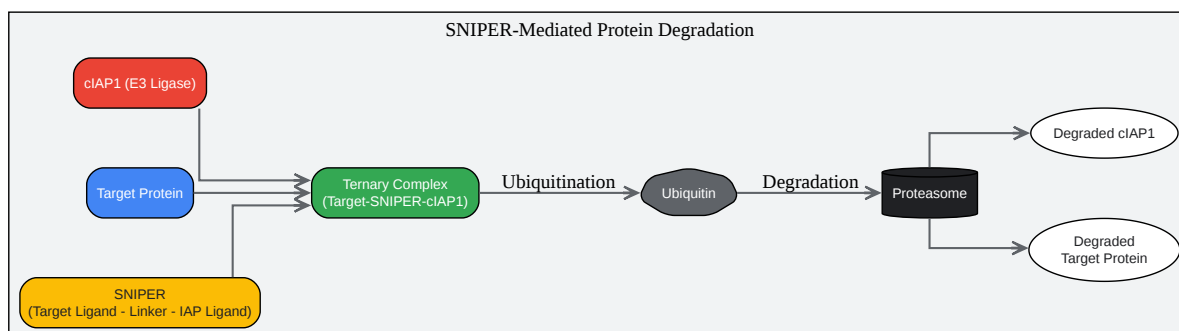 SNIPER-Mediated Protein Degradation
cIAP1 (E3 Ligase)
Target Protein
SNIPER
(Target Ligand - Linker - IAP Ligand)
Ternary Complex
(Target-SNIPER-cIAP1)
Ubiquitination
Ubiquitin
Degradation
Proteasome
Degraded cIAP1
Degraded
Target Protein